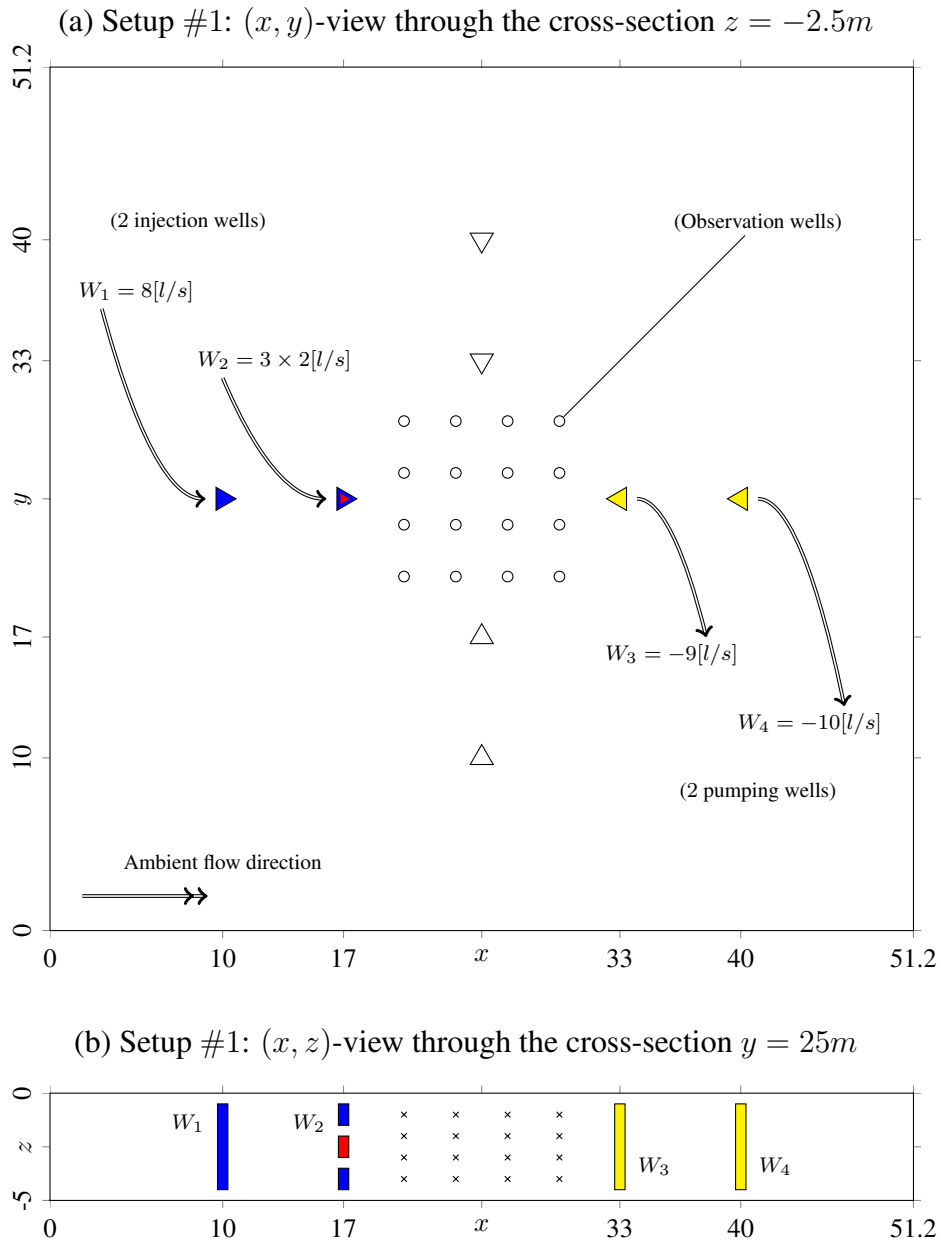 (a) Setup #1: (x, y)-view through the cross-section z = −2.5m
51.2
(2 injection wells)
(Observation wells)
40
W₁ = 8[l/s]
33
W₂ = 3 × 2[l/s]
y
17
W₃ = −9[l/s]
W₄ = −10[l/s]
10
(2 pumping wells)
Ambient flow direction
0
0 10 17 x 33 40 51.2
(b) Setup #1: (x, z)-view through the cross-section y = 25m
0
W₁ W₂
z
W₃ W₄
-5
0 10 17 x 33 40 51.2